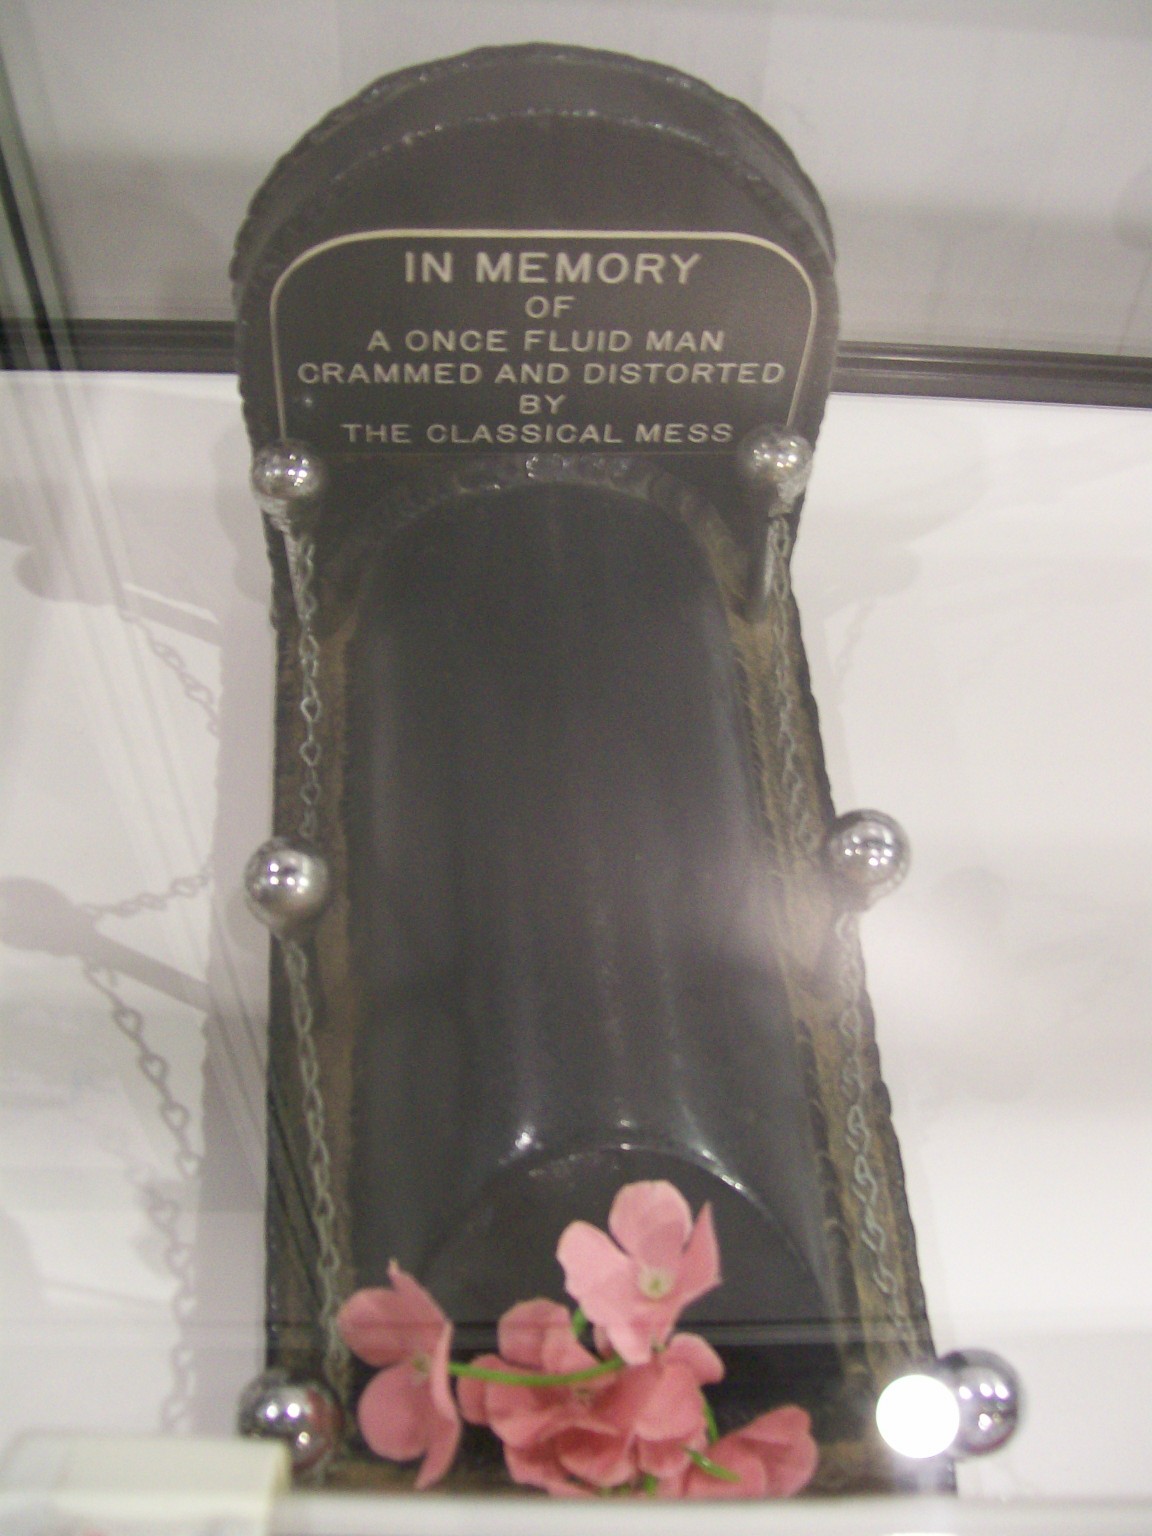 IN MEMORY
OF
A ONCE FLUID MAN
CRAMMED AND DISTORTED
BY
THE CLASSICAL MESS